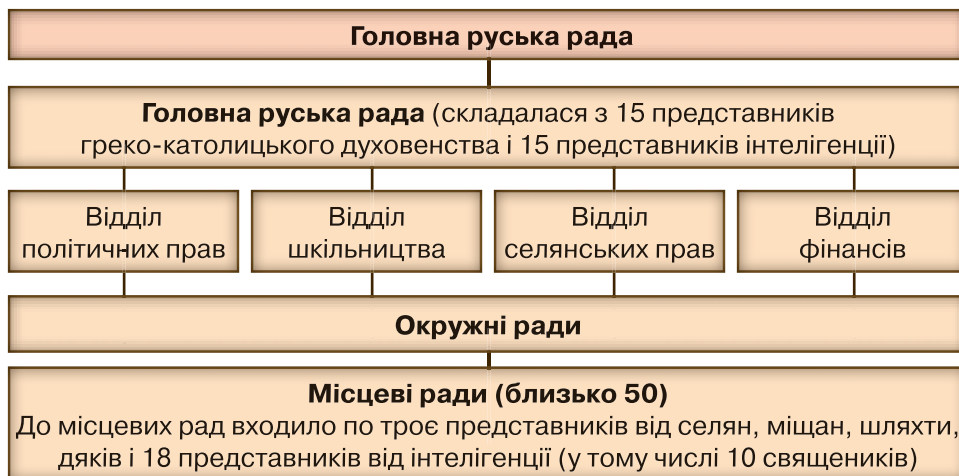 Головна руська рада
Головна руська рада (складалася з 15 представників
греко-католицького духовенства і 15 представників інтелігенції)
Відділ
політичних прав
Відділ
шкільництва
Відділ
селянських прав
Відділ
фінансів
Окружні ради
Місцеві ради (близько 50)
До місцевих рад входило по троє представників від селян, міщан, шляхти,
дяків і 18 представників від інтелігенції (у тому числі 10 священиків)